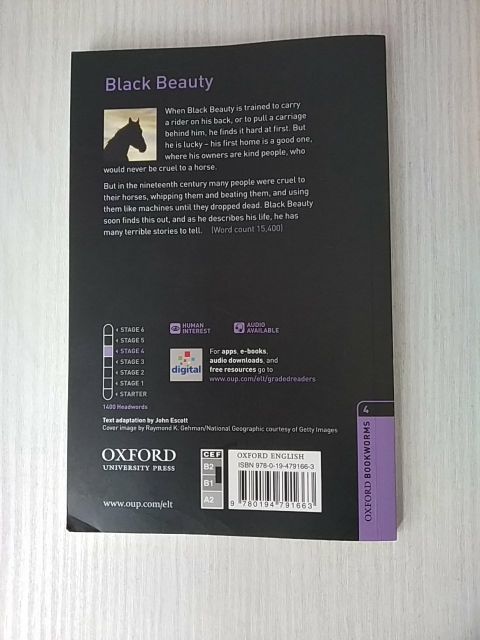 Black Beauty
When Black Beauty is trained to carry
a rider on his back, or to pull a carriage
behind him, he finds it hard at first. But
he is lucky – his first home is a good one,
where his owners are kind people, who
would never be cruel to a horse.
But in the nineteenth century many people were cruel to
their horses, whipping them and beating them, and using
them like machines until they dropped dead. Black Beauty
soon finds this out, and as he describes his life, he has
many terrible stories to tell. (Word count 15,400)
STAGE 6
STAGE 5
STAGE 4
STAGE 3
STAGE 2
STAGE 1
STARTER
1400 Headwords
HUMAN
INTEREST
AUDIO
AVAILABLE
digital
For apps, e-books,
audio downloads, and
free resources go to
www.oup.com/elt/gradedreaders
Text adaptation by John Escott
Cover image by Raymond K. Gehman/National Geographic courtesy of Getty Images
OXFORD
UNIVERSITY PRESS
www.oup.com/elt
CEF
B2
B1
A2
OXFORD ENGLISH
ISBN 978-0-19-479166-3
9 780194 791663
4
OXFORD BOOKWORMS